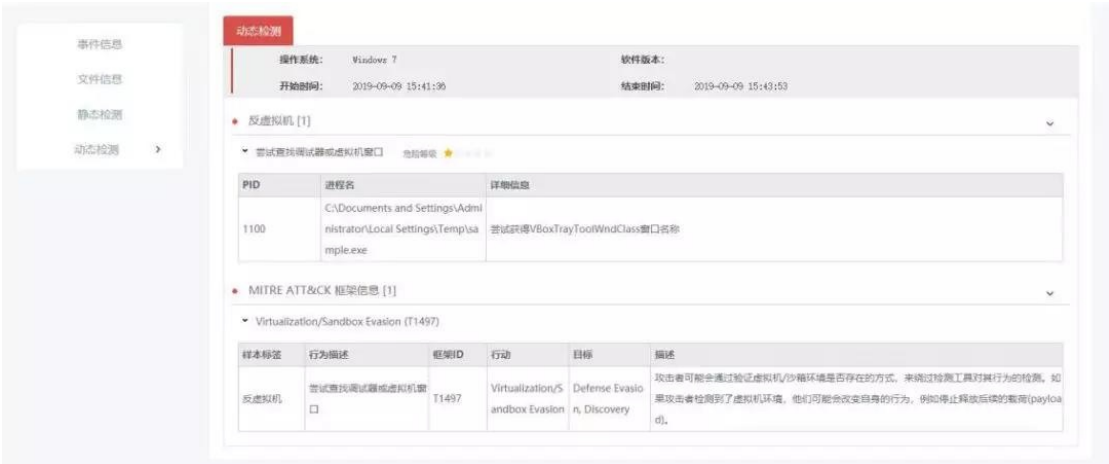 事件信息
文件信息
静态检测
动态检测
动态检测
操作系统: Windows 7 软件版本:
开始时间: 2019-09-09 15:41:36 结束时间: 2019-09-09 15:43:53
反虚拟机 [1]
尝试查找调试器或虚拟机窗口 危险等级
PID 进程名 详细信息
C:\Documents and Settings\Admi
1100 nistrator\Local Settings\Temp\sa 尝试获得VBoxTrayToolWndClass窗口名称
mple.exe
MITRE ATT&CK 框架信息 [1]
Virtualization/Sandbox Evasion (T1497)
样本标签 行为描述 框架ID 行动 目标 描述
反虚拟机
尝试查找调试器或虚拟机窗
口
T1497
Virtualization/S
andbox Evasion
Defense Evasio
n, Discovery
攻击者可能会通过验证虚拟机/沙箱环境是否存在的方式，来绕过检测工具对其行为的检测。如
果攻击者检测到了虚拟机环境，他们可能会改变自身的行为，例如停止释放后续的载荷(payloa
d)。